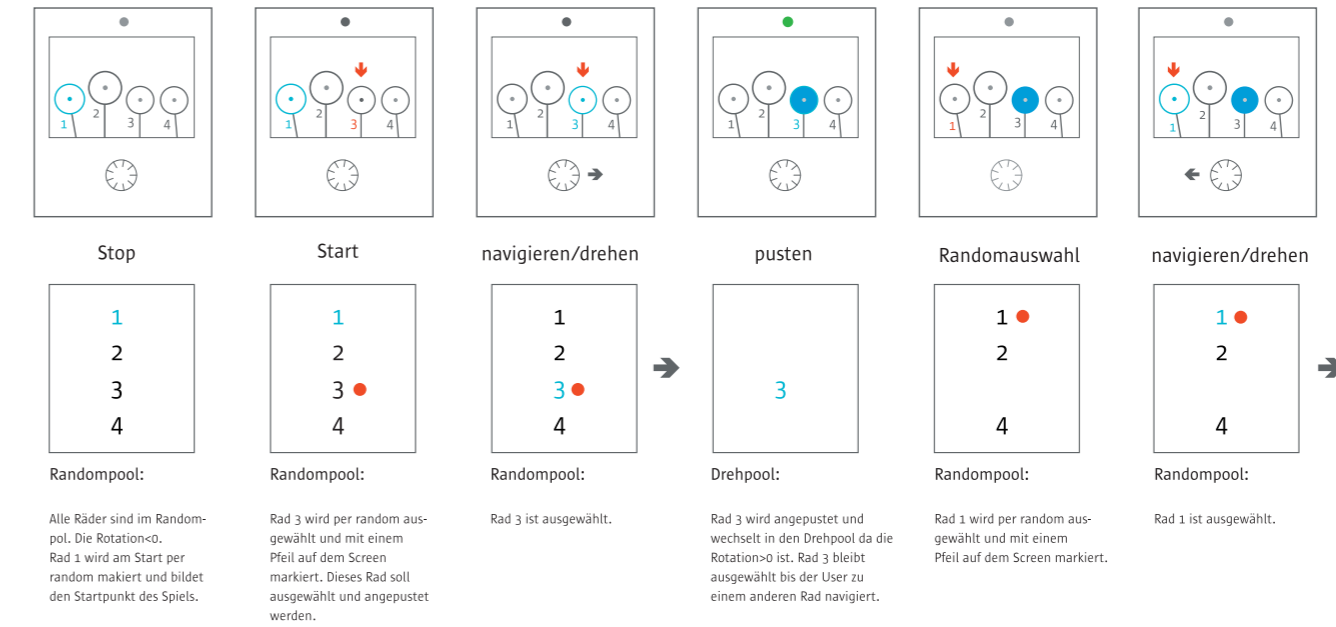 1 2 3 4
1 2 3 4
1 2 3 4
1 2 3 4
1 2 3 4
1 2 3 4
Stop
1
2
3
4
Randompool:
Alle Räder sind im Random-
pol. Die Rotation<0.
Rad 1 wird am Start per
random makiert und bildet
den Startpunkt des Spiels.
Start
1
2
3
4
Randompool:
Rad 3 wird per random aus-
gewählt und mit einem
Pfeil auf dem Screen
markiert. Dieses Rad soll
ausgewählt und angepustet
werden.
navigieren/drehen
1
2
3
4
Randompool:
Rad 3 ist ausgewählt.
pusten
3
Drehpool:
Rad 3 wird angepustet und
wechselt in den Drehpool da die
Rotation>0 ist. Rad 3 bleibt
ausgewählt bis der User zu
einem anderen Rad navigiert.
Randomauswahl
1
2
4
Randompool:
Rad 1 wird per random aus-
gewählt und mit einem
Pfeil auf dem Screen markiert.
navigieren/drehen
1
2
4
Randompool:
Rad 1 ist ausgewählt.